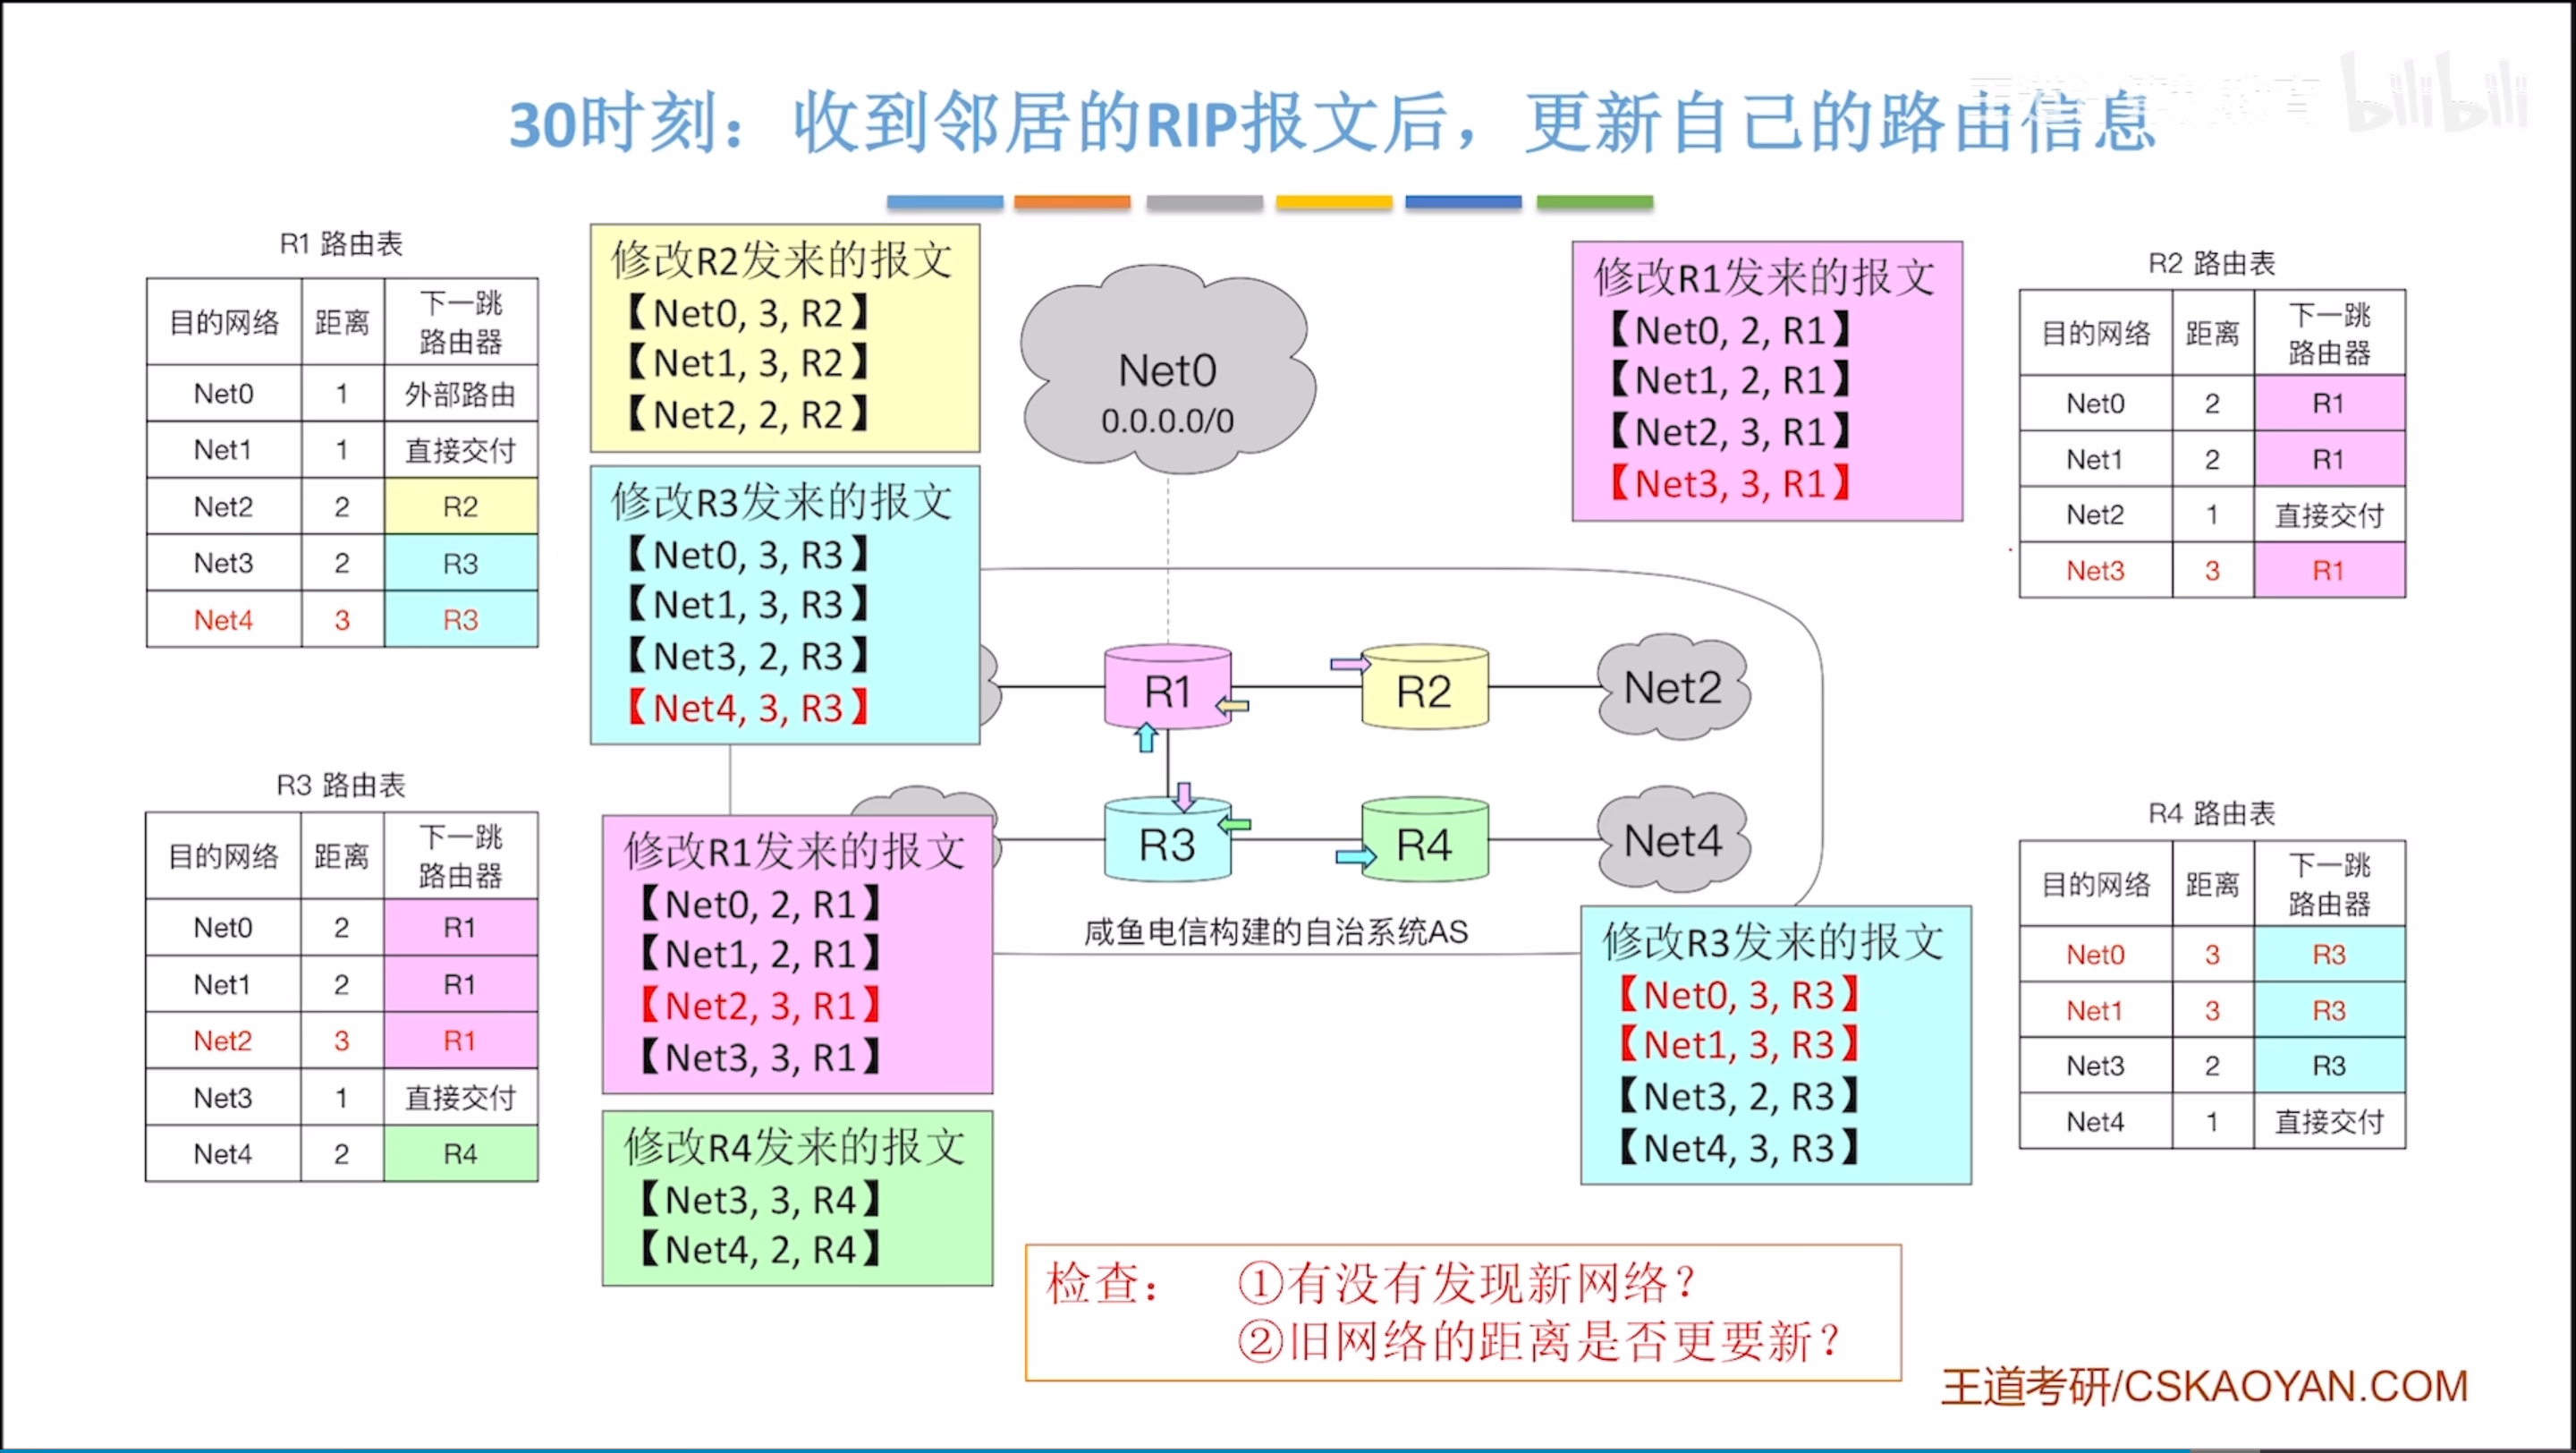 30时刻：收到邻居的RIP报文后，更新自己的路由信息
bilibili
R1 路由表
目的网络 距离 下一跳路由器
Net0 1 外部路由
Net1 1 直接交付
Net2 2 R2
Net3 2 R3
Net4 3 R3
修改R2发来的报文
【Net0, 3, R2】
【Net1, 3, R2】
【Net2, 2, R2】
修改R3发来的报文
【Net0, 3, R3】
【Net1, 3, R3】
【Net3, 2, R3】
【Net4, 3, R3】
Net0
0.0.0.0/0
修改R1发来的报文
【Net0, 2, R1】
【Net1, 2, R1】
【Net2, 3, R1】
【Net3, 3, R1】
R2 路由表
目的网络 距离 下一跳路由器
Net0 2 R1
Net1 2 R1
Net2 1 直接交付
Net3 3 R1
R1
R2
Net2
R3
R4
Net4
咸鱼电信构建的自治系统AS
R3 路由表
目的网络 距离 下一跳路由器
Net0 2 R1
Net1 2 R1
Net2 3 R1
Net3 1 直接交付
Net4 2 R4
修改R1发来的报文
【Net0, 2, R1】
【Net1, 2, R1】
【Net2, 3, R1】
【Net3, 3, R1】
修改R4发来的报文
【Net3, 3, R4】
【Net4, 2, R4】
修改R3发来的报文
【Net0, 3, R3】
【Net1, 3, R3】
【Net3, 2, R3】
【Net4, 3, R3】
R4 路由表
目的网络 距离 下一跳路由器
Net0 3 R3
Net1 3 R3
Net3 2 R3
Net4 1 直接交付
检查： ①有没有发现新网络？
②旧网络的距离是否更要新？
王道考研/CSKAOYAN.COM